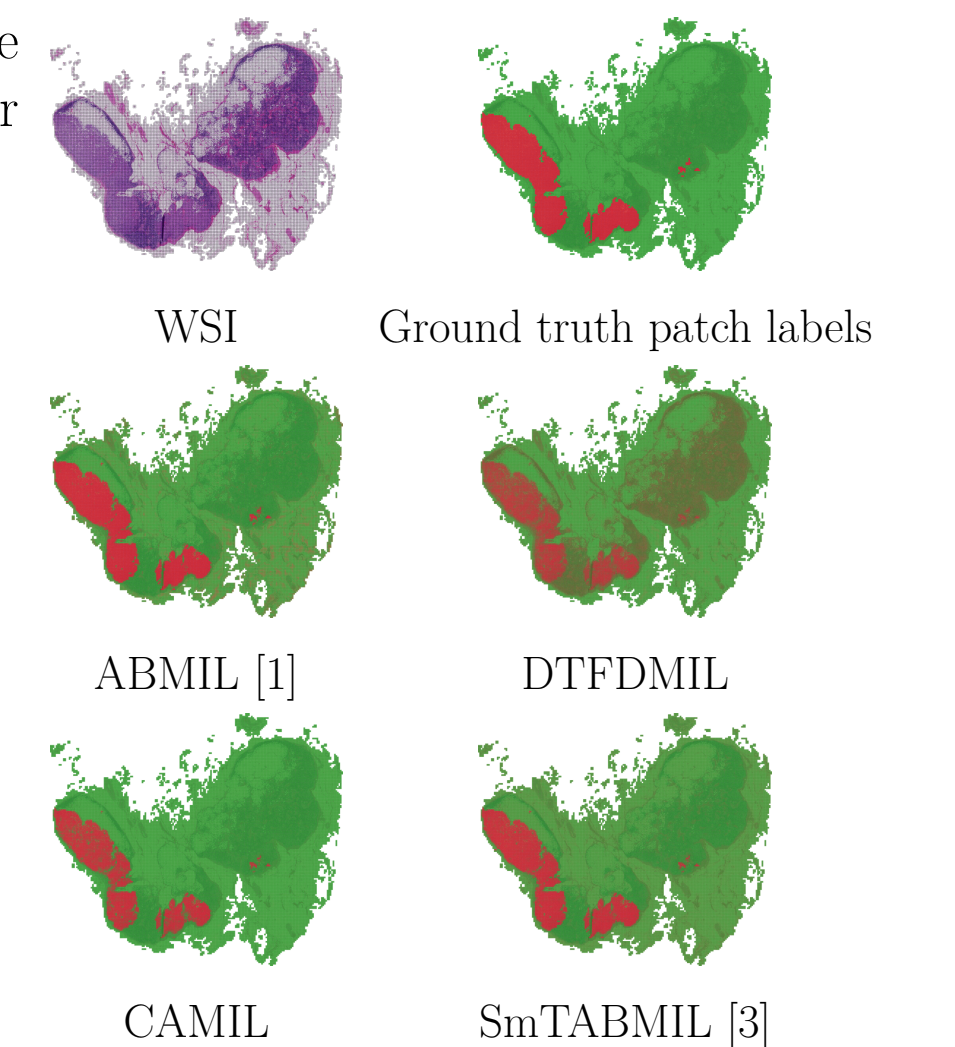 e
r
WSI
Ground truth patch labels
ABMIL [1]
DTFDMIL
CAMIL
SmTABMIL [3]